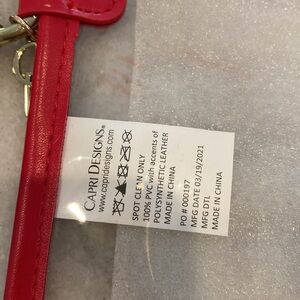 CAPRI DESIGNS®
www.capridesigns.com
SPOT CLEAN ONLY
100% PVC with accents of
POLYSYNTHETIC LEATHER
MADE IN CHINA
PO # 000197
MFG DATE 03/19/2021
MFG DTL
MADE IN CHINA